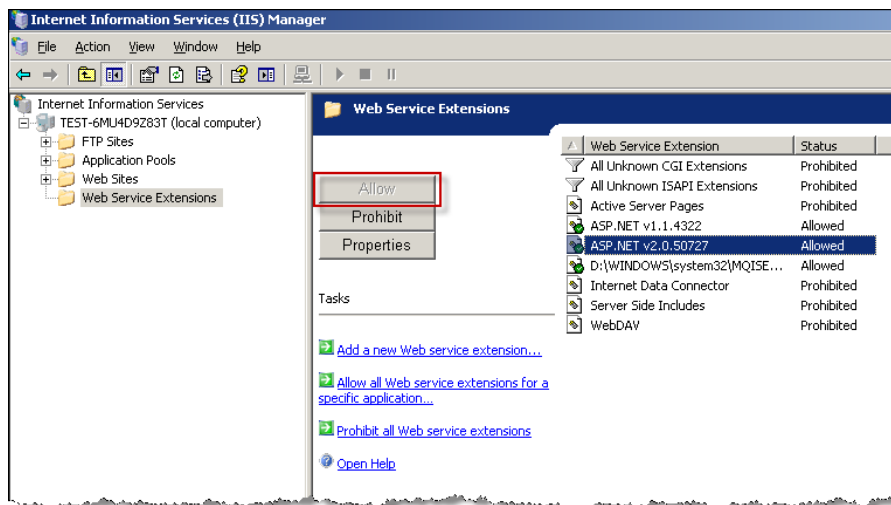 Internet Information Services (IIS) Manager
File Action View Window Help
Internet Information Services
TEST-6MU4D9Z83T (local computer)
FTP Sites
Application Pools
Web Sites
Web Service Extensions
Web Service Extensions
Allow
Prohibit
Properties
Tasks
Add a new Web service extension...
Allow all Web service extensions for a
specific application...
Prohibit all Web service extensions
Open Help
Web Service Extension Status
All Unknown CGI Extensions Prohibited
All Unknown ISAPI Extensions Prohibited
Active Server Pages Prohibited
ASP.NET v1.1.4322 Allowed
ASP.NET v2.0.50727 Allowed
D:\WINDOWS\system32\MQISE... Allowed
Internet Data Connector Prohibited
Server Side Includes Prohibited
WebDAV Prohibited